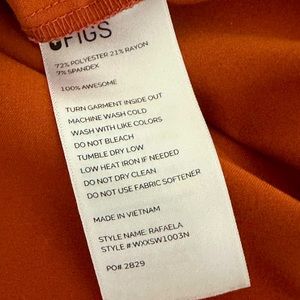 FIGS
72% POLYESTER 21% RAYON
7% SPANDEX
100% AWESOME
TURN GARMENT INSIDE OUT
MACHINE WASH COLD
WASH WITH LIKE COLORS
DO NOT BLEACH
TUMBLE DRY LOW
LOW HEAT IRON IF NEEDED
DO NOT DRY CLEAN
DO NOT USE FABRIC SOFTENER
MADE IN VIETNAM
STYLE NAME: RAFAELA
STYLE # WXXSW1003N
PO# 2829